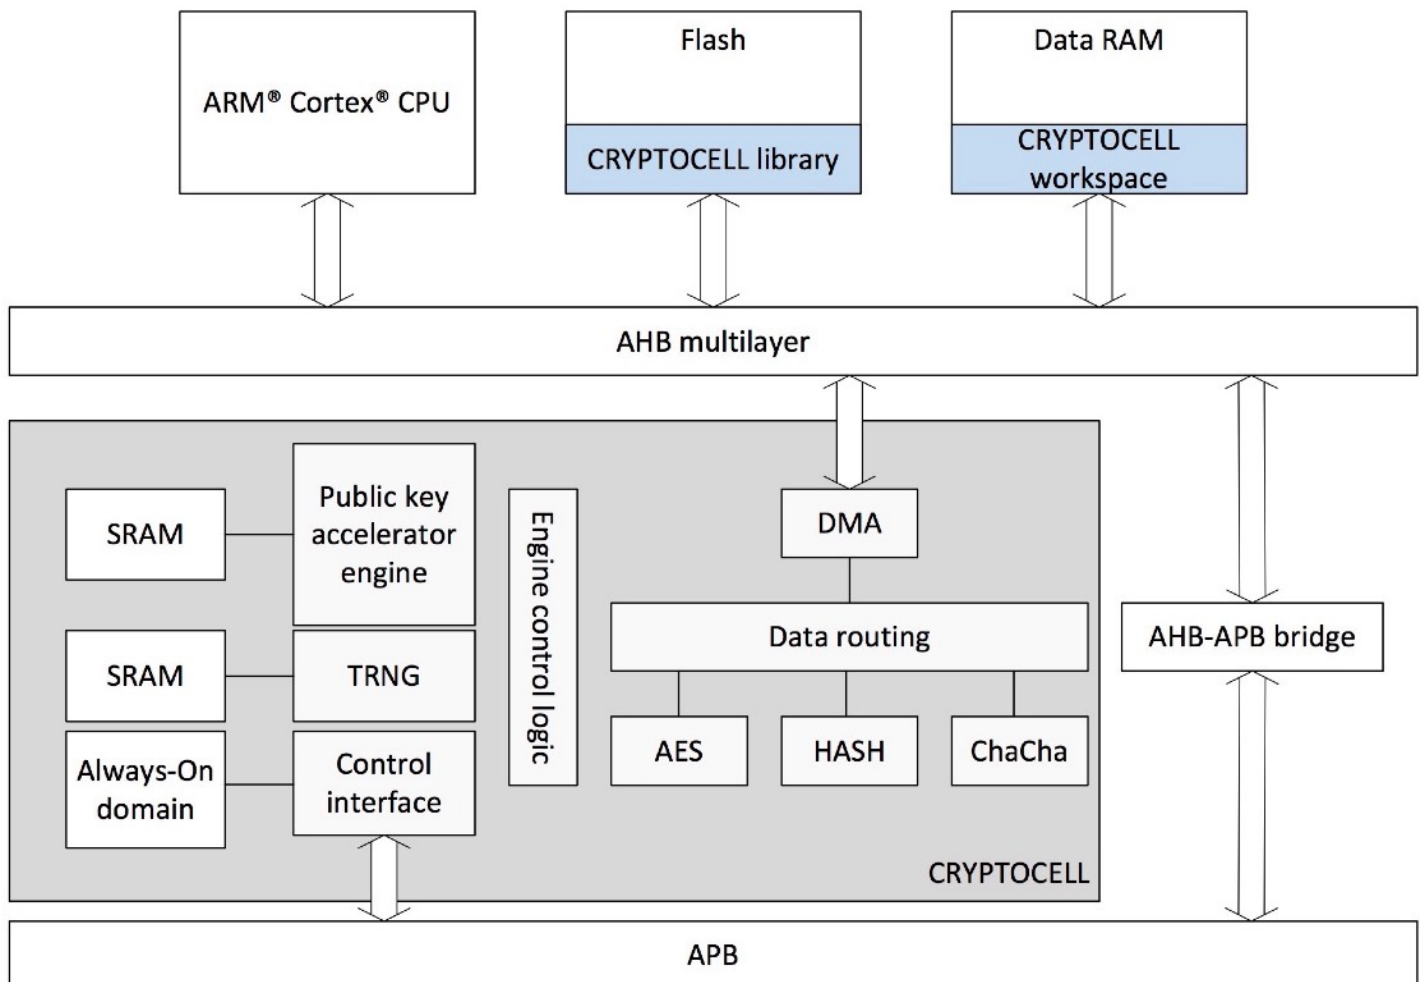 ARM® Cortex® CPU
Flash
CRYPTOCELL library
Data RAM
CRYPTOCELL
workspace
AHB multilayer
SRAM
Public key
accelerator
engine
SRAM
TRNG
Always-On
domain
Control
interface
Engine control logic
DMA
Data routing
AES
HASH
ChaCha
CRYPTOCELL
AHB-APB bridge
APB